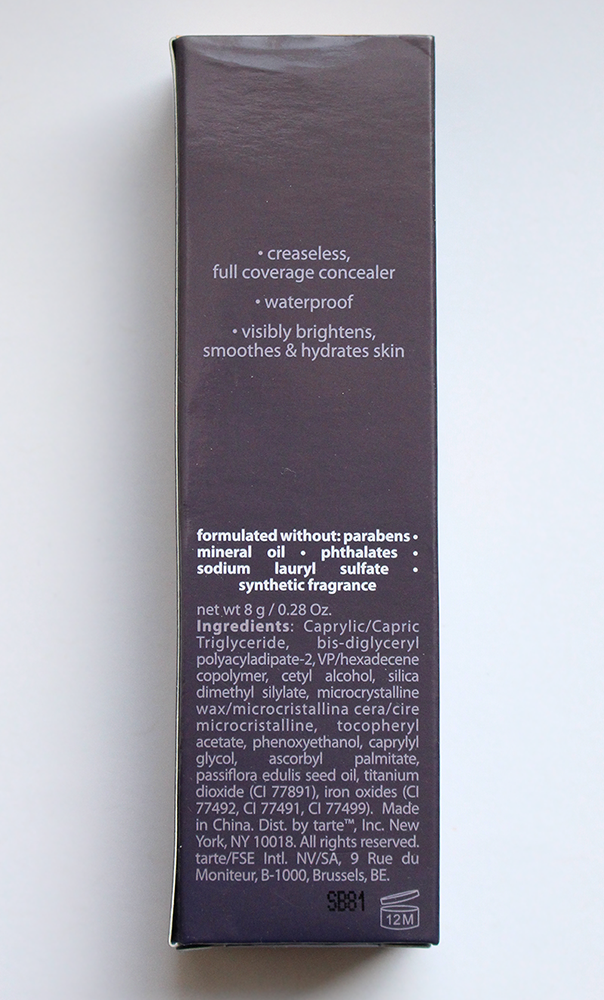 • creaseless,
full coverage concealer
• waterproof
• visibly brightens,
smoothes & hydrates skin
formulated without: parabens •
mineral oil • phthalates •
sodium lauryl sulfate •
synthetic fragrance
net wt 8 g / 0.28 Oz.
Ingredients: Caprylic/Capric
Triglyceride, bis-diglyceryl
polyacyladipate-2, VP/hexadecene
copolymer, cetyl alcohol, silica
dimethyl silylate, microcrystalline
wax/microcristallina cera/cire
microcristalline, tocopheryl
acetate, phenoxyethanol, caprylyl
glycol, ascorbyl palmitate,
passiflora edulis seed oil, titanium
dioxide (CI 77891), iron oxides (CI
77492, CI 77491, CI 77499). Made
in China. Dist. by tarte™, Inc. New
York, NY 10018. All rights reserved.
tarte/FSE Intl. NV/SA, 9 Rue du
Moniteur, B-1000, Brussels, BE.
SB81
12M